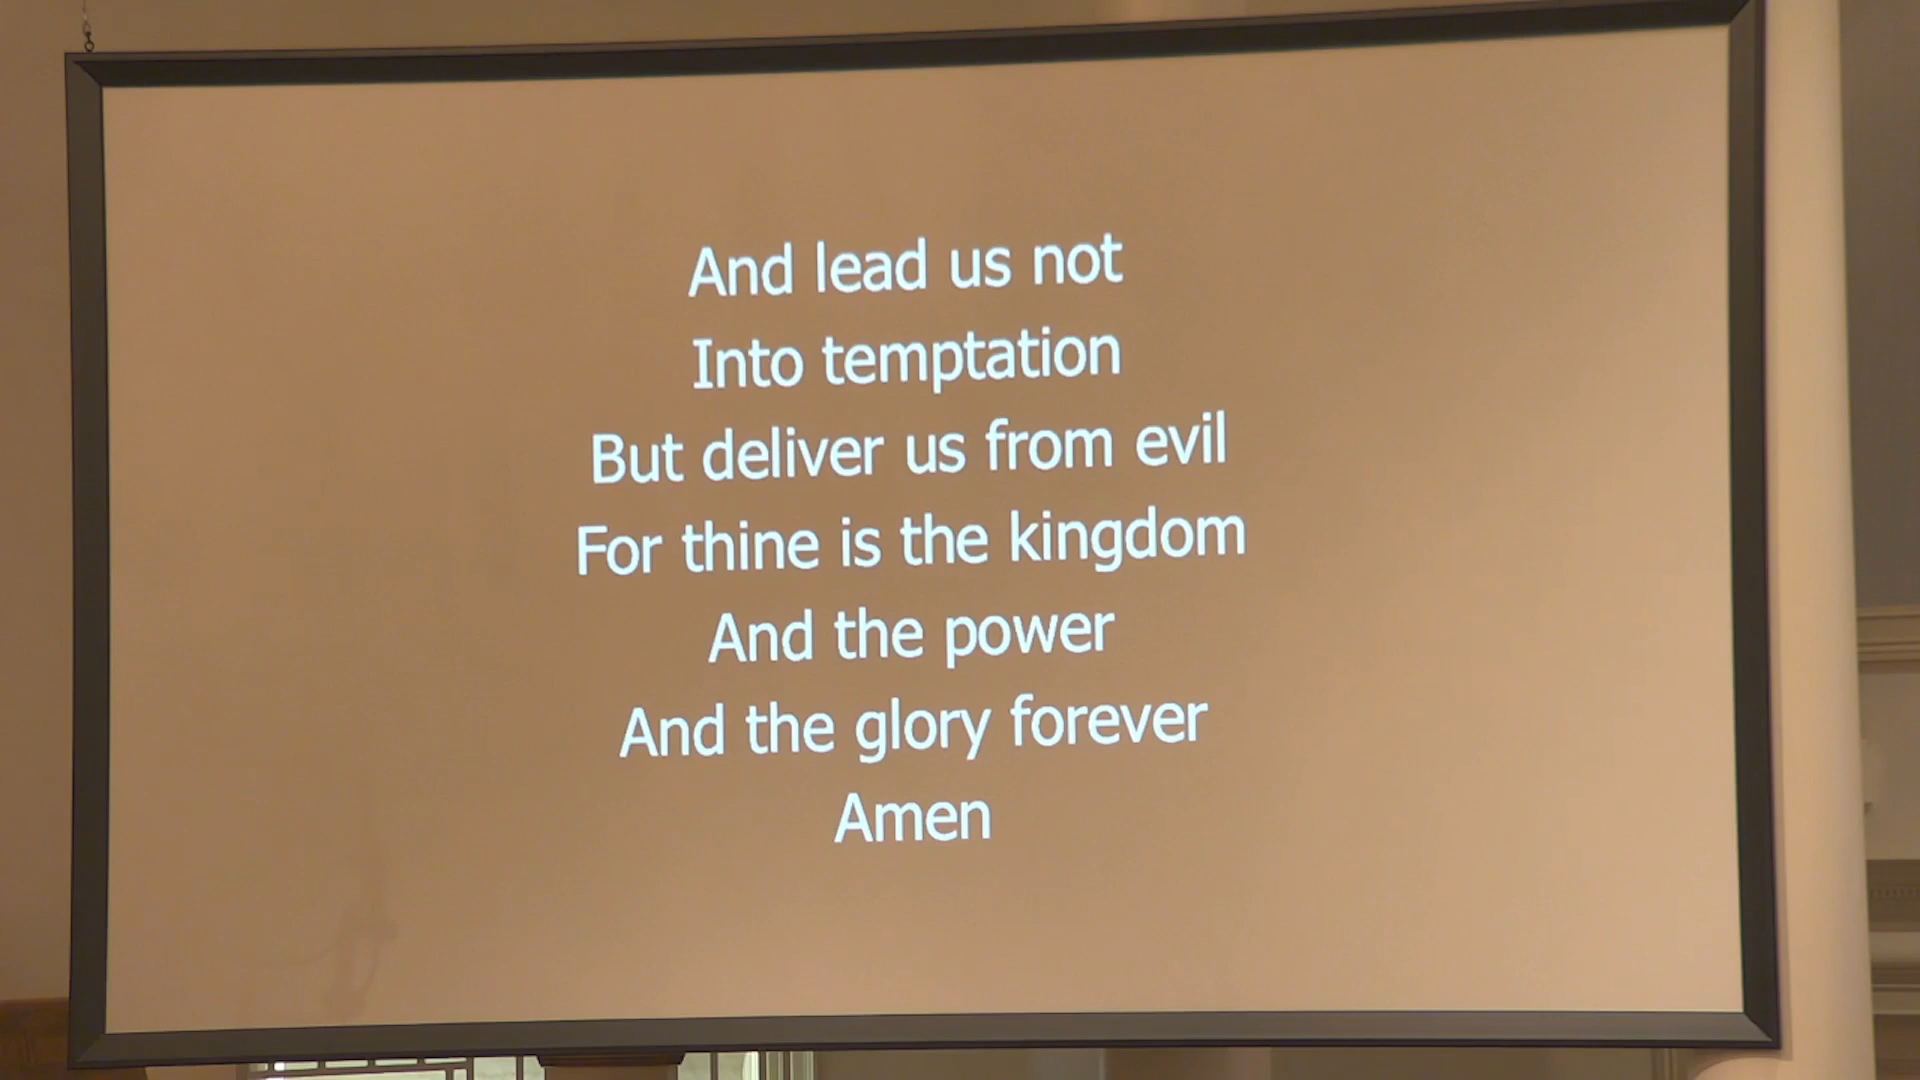 And lead us not
Into temptation
But deliver us from evil
For thine is the kingdom
And the power
And the glory forever
Amen